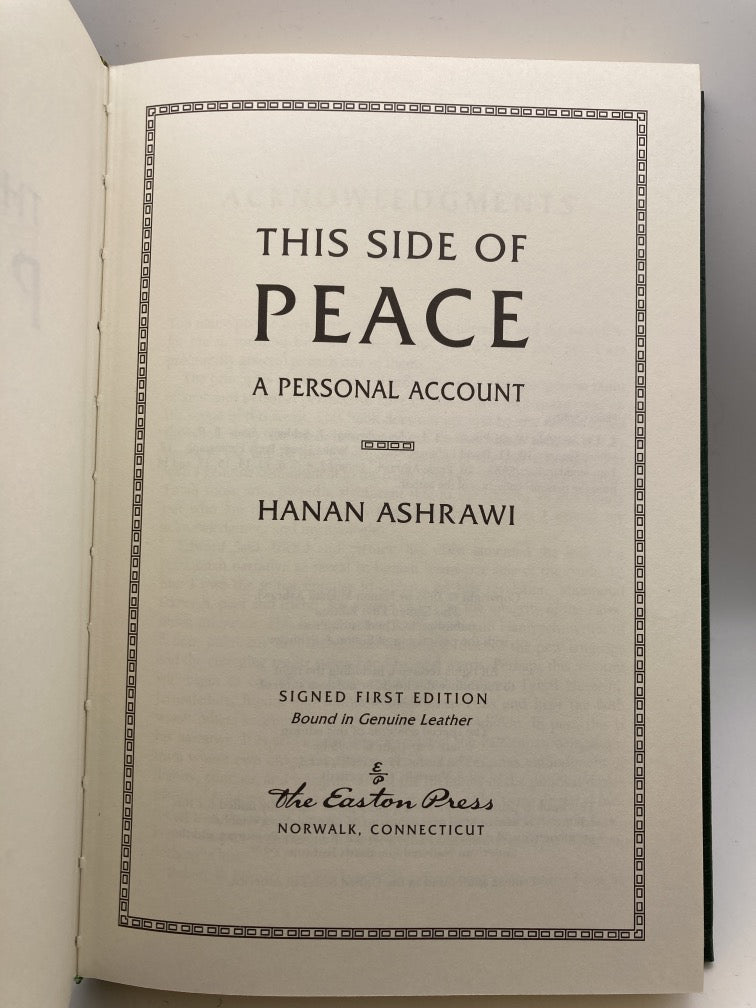 THIS SIDE OF
PEACE
A PERSONAL ACCOUNT
HANAN ASHRAWI
SIGNED FIRST EDITION
Bound in Genuine Leather
E
P
The Easton Press
NORWALK, CONNECTICUT
ACKNOWLEDGMENTS